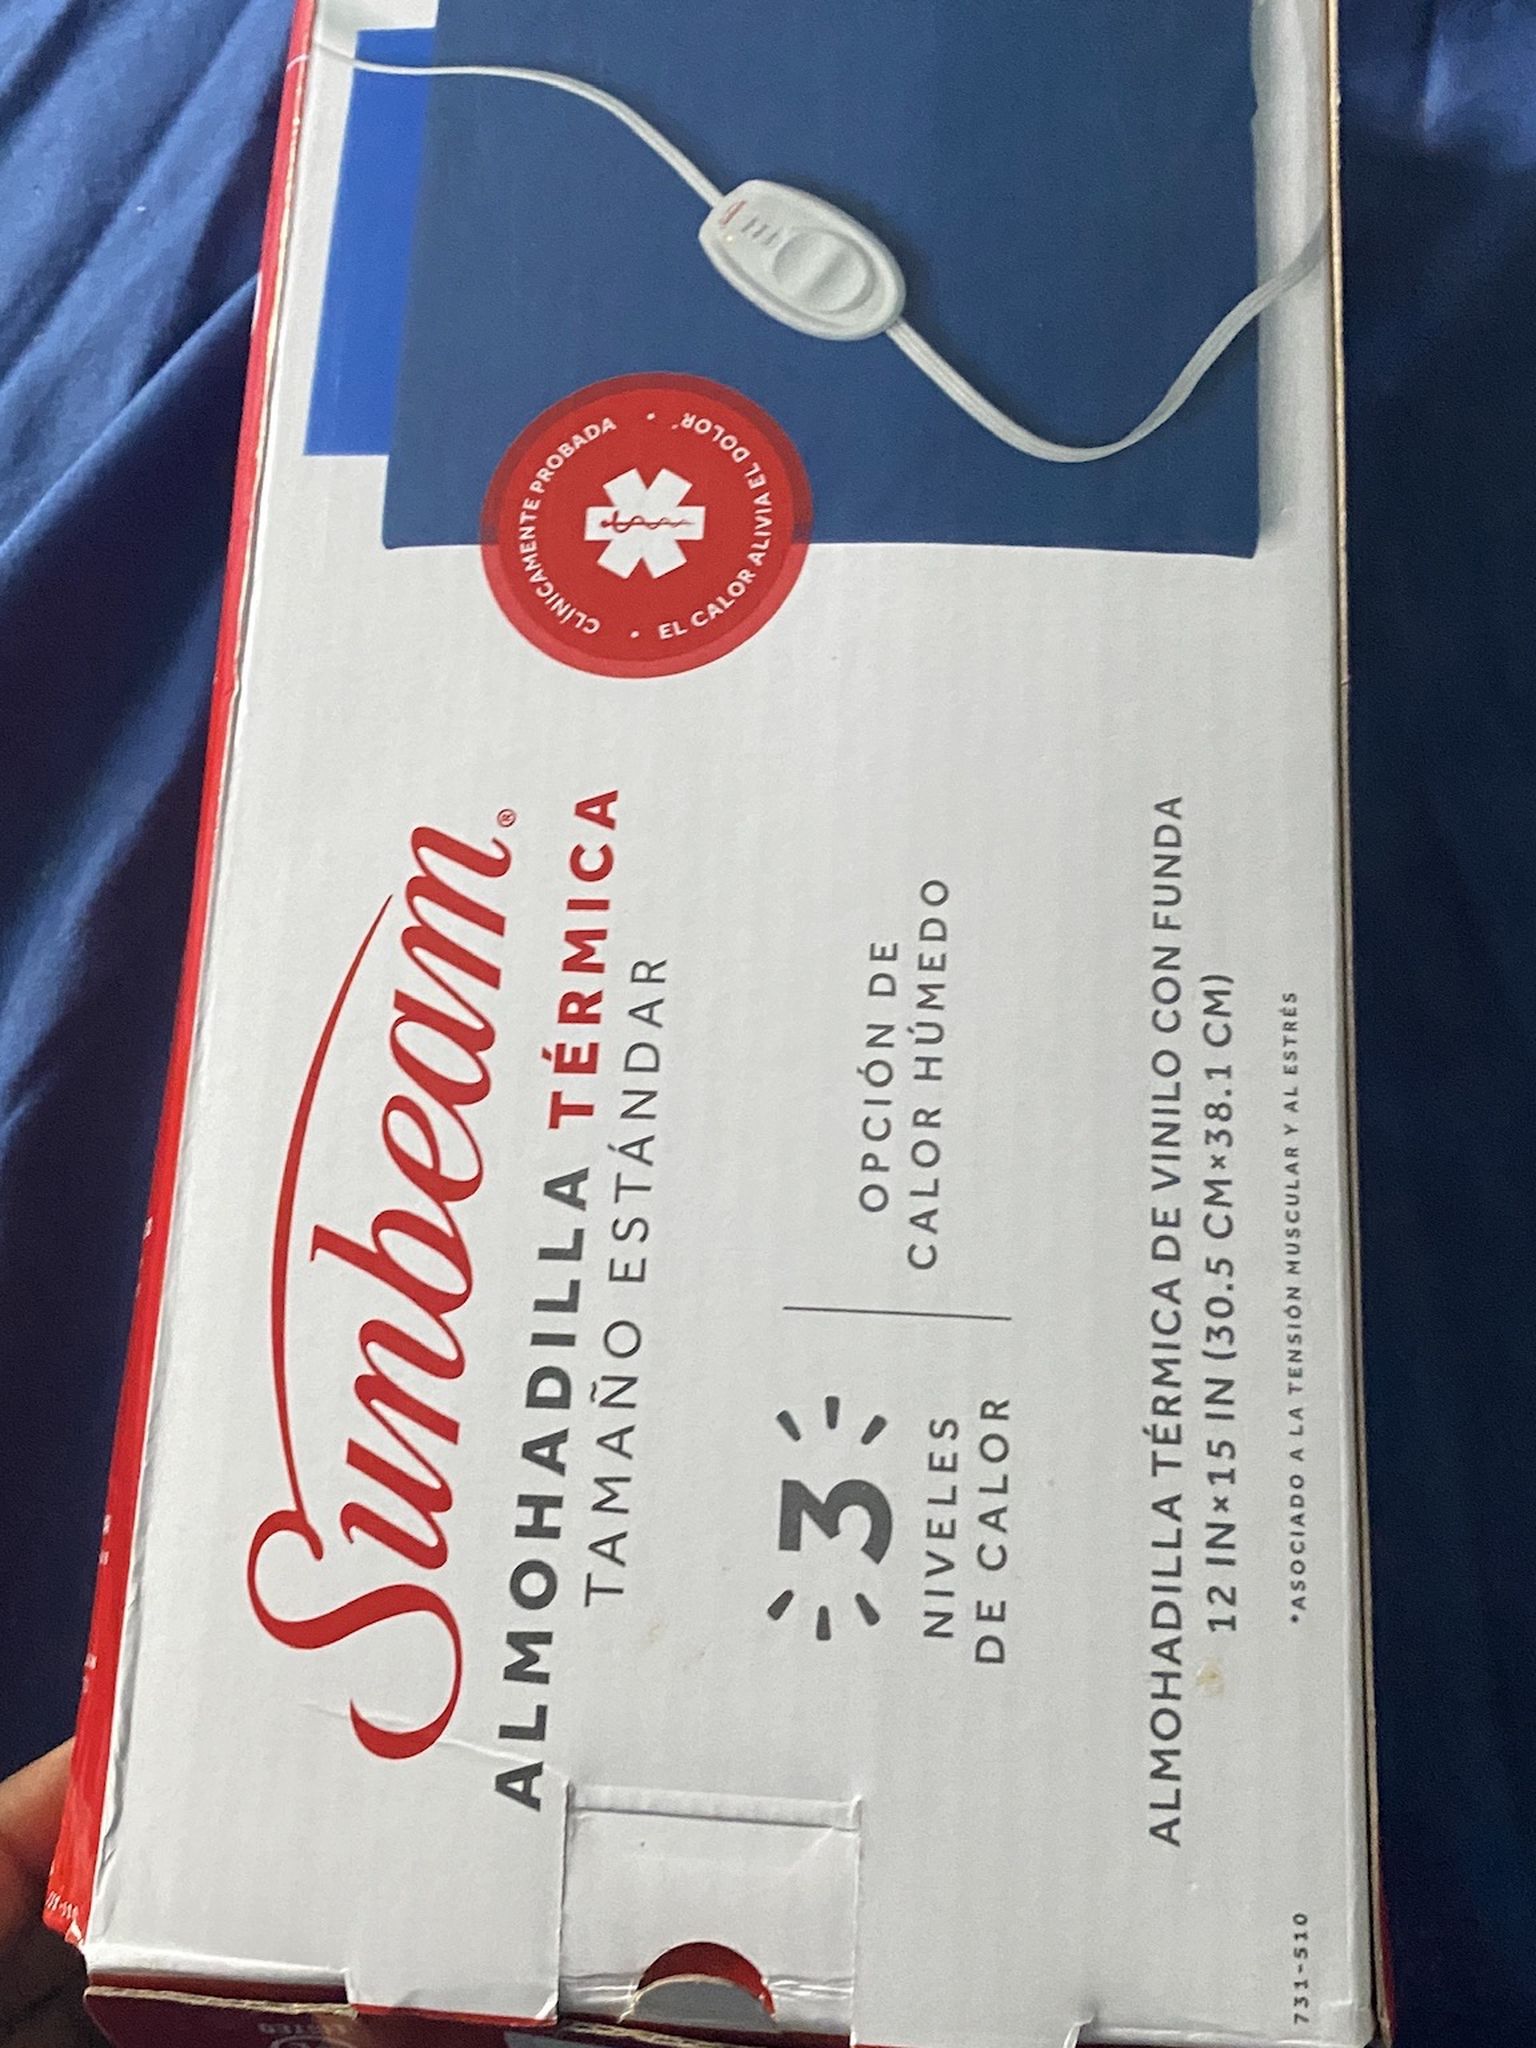 Sunbeam®
ALMOHADILLA TÉRMICA
TAMAÑO ESTÁNDAR
3
NIVELES
DE CALOR
OPCIÓN DE
CALOR HÚMEDO
ALMOHADILLA TÉRMICA DE VINILO CON FUNDA
12 IN×15 IN (30.5 CM×38.1 CM)
*ASOCIADO A LA TENSIÓN MUSCULAR Y AL ESTRÉS
731-510
CLÍNICAMENTE PROBADA •
EL CALOR ALIVIA EL DOLOR* •
LISTED